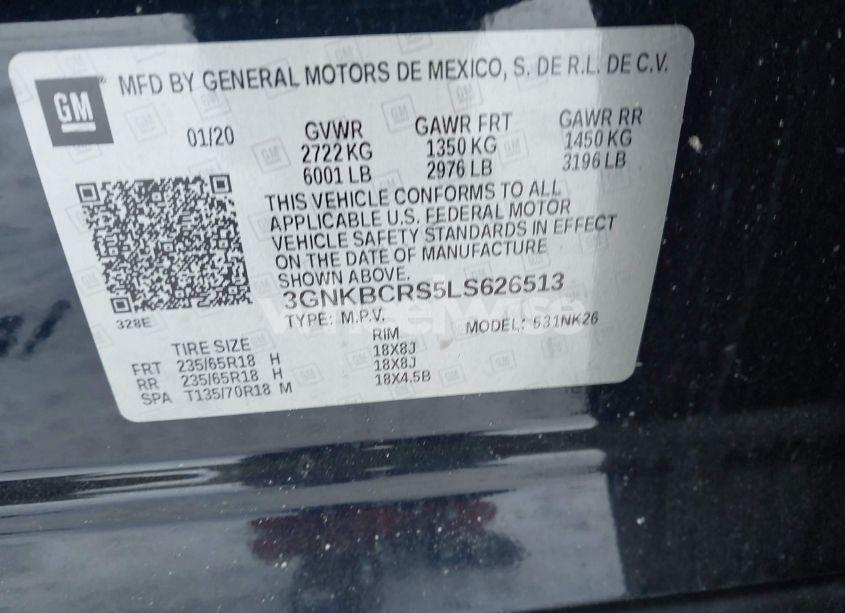 GM
MFD BY GENERAL MOTORS DE MEXICO, S. DE R.L. DE C.V.
01/20
GVWR
2722 KG
6001 LB
GAWR FRT
1350 KG
2976 LB
GAWR RR
1450 KG
3196 LB
THIS VEHICLE CONFORMS TO ALL
APPLICABLE U.S. FEDERAL MOTOR
VEHICLE SAFETY STANDARDS IN EFFECT
ON THE DATE OF MANUFACTURE
SHOWN ABOVE.
3GNKBCRS5LS626513
TYPE: M.P.V.
MODEL: 531NK26
328E
TIRE SIZE RIM
FRT 235/65R18 H 18X8J
RR 235/65R18 H 18X8J
SPA T135/70R18 M 18X4.5B